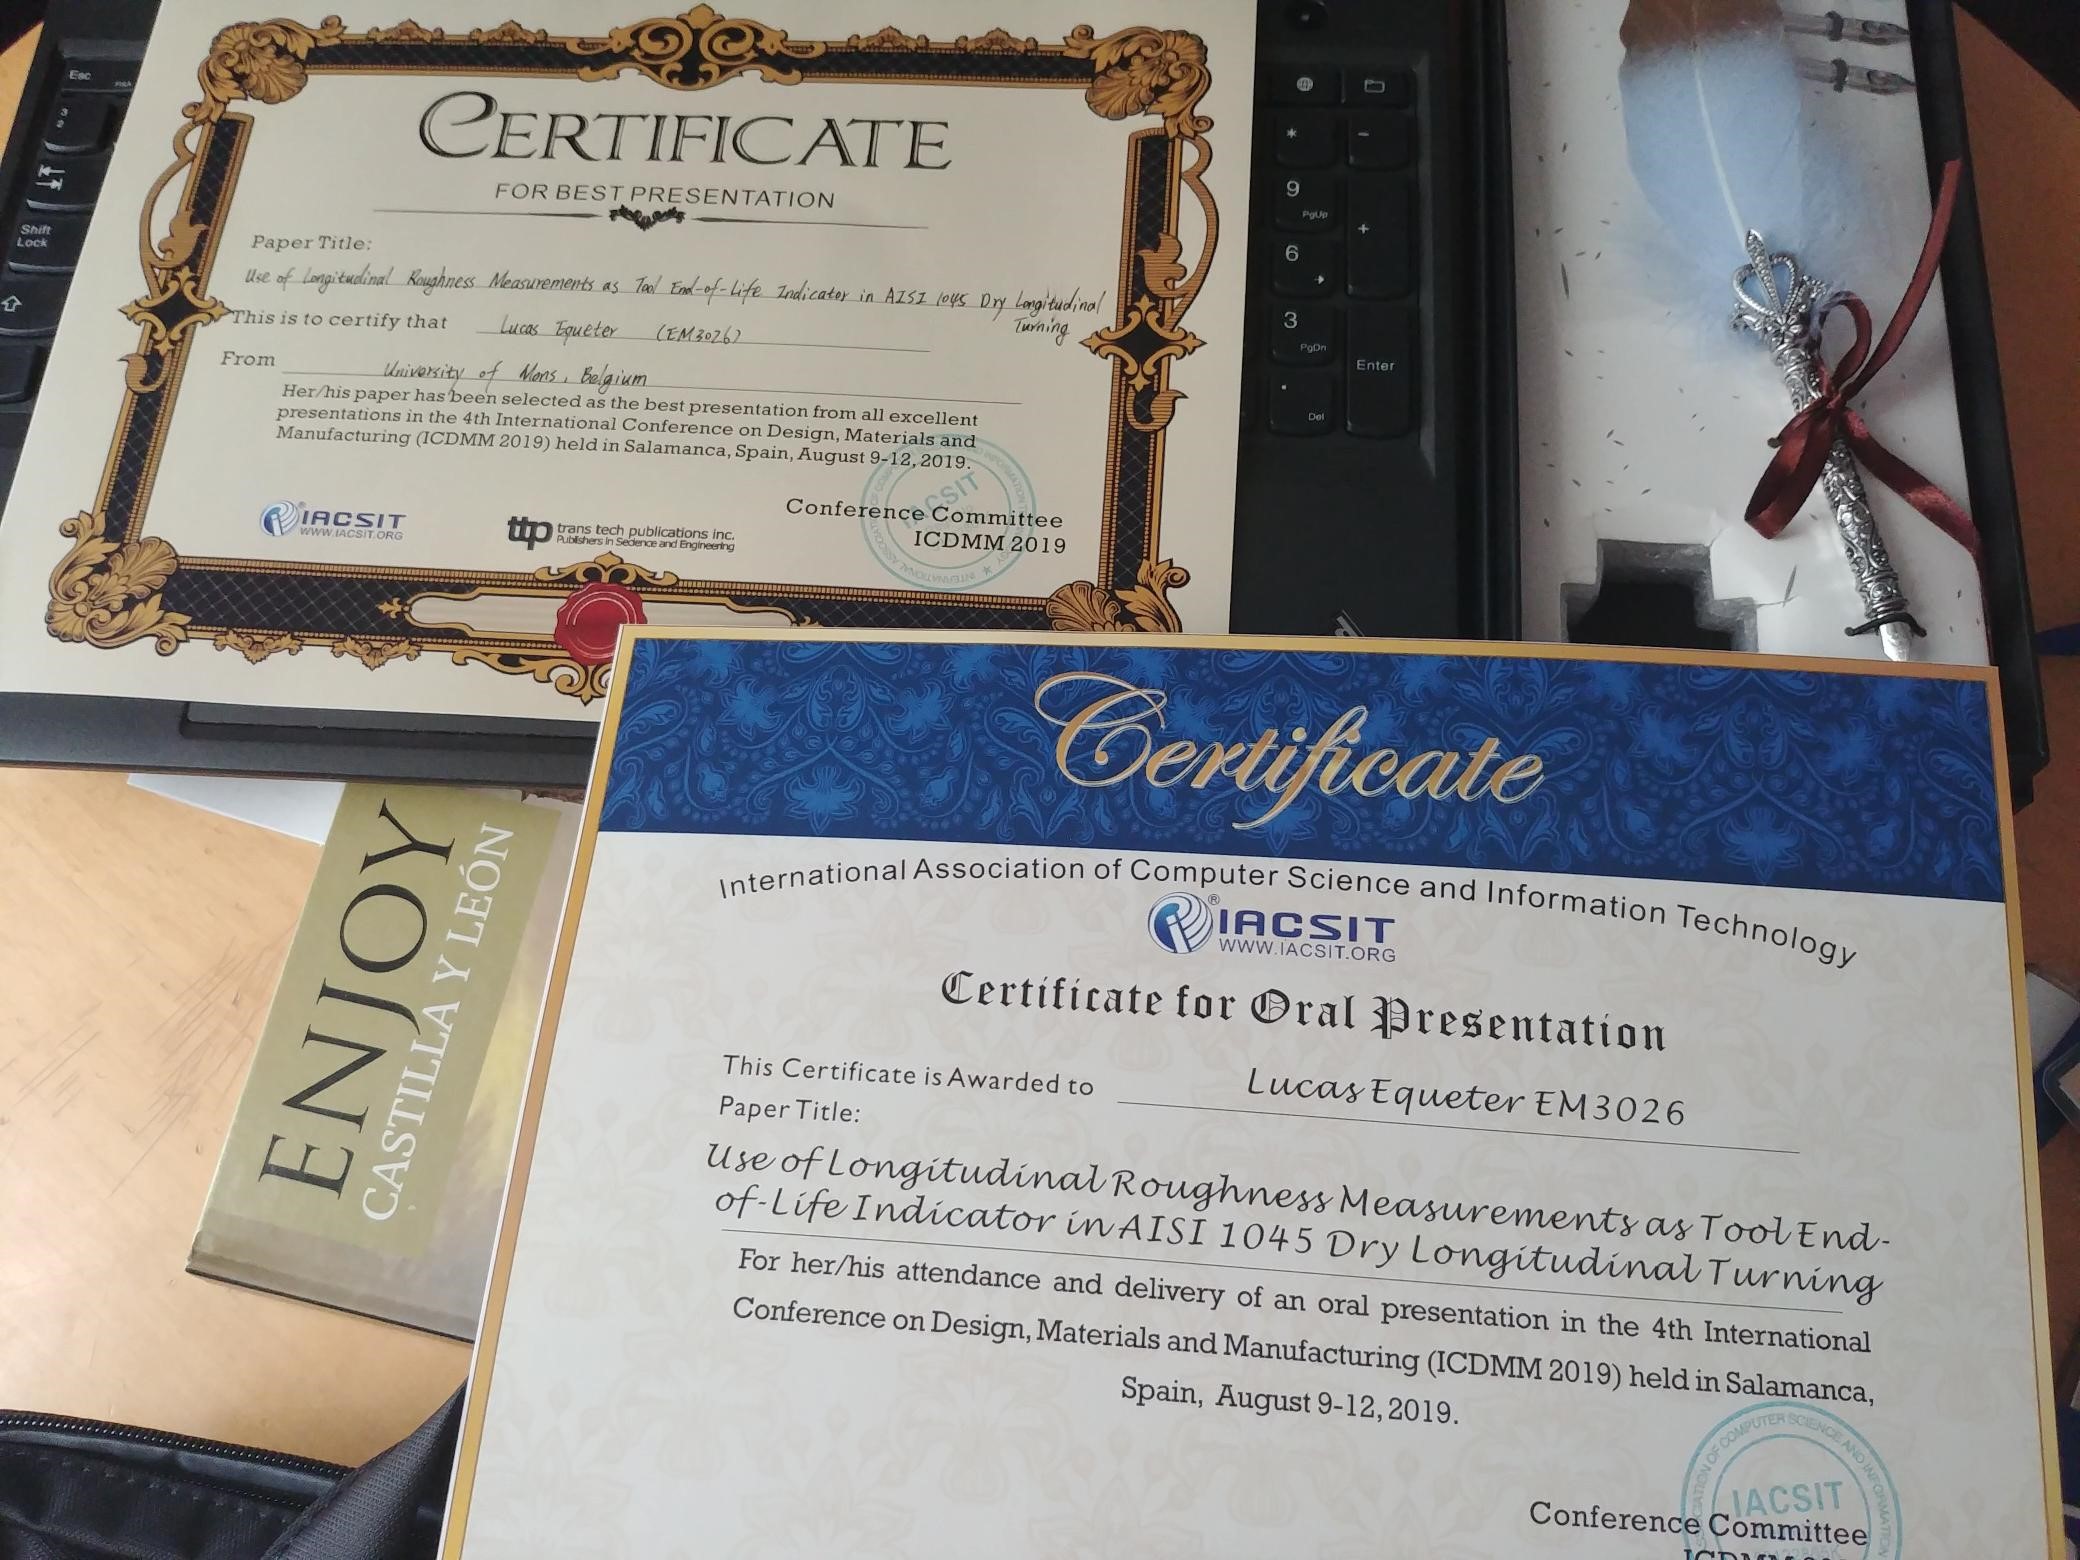 CERTIFICATE
FOR BEST PRESENTATION
Paper Title:
Use of Longitudinal Roughness Measurements as Tool End-of-Life Indicator in AISI 1045 Dry Longitudinal
Turning
This is to certify that Lucas Equeter (EM3026)
From University of Mons, Belgium
Her/his paper has been selected as the best presentation from all excellent
presentations in the 4th International Conference on Design, Materials and
Manufacturing (ICDMM 2019) held in Salamanca, Spain, August 9-12, 2019.
IACSIT
WWW.IACSIT.ORG
ttp trans tech publications inc.
Publishers in Science and Engineering
Conference Committee
ICDMM 2019
IACSIT
Esc
3
2
Shift
Lock
*
-
9
PgUp
+
6
3
PgDn
Enter
.
Del
ENJOY
CASTILLA Y LEÓN
Certificate
International Association of Computer Science and Information Technology
IACSIT
WWW.IACSIT.ORG
Certificate for Oral Presentation
This Certificate is Awarded to Lucas Equeter EM3026
Paper Title:
Use of Longitudinal Roughness Measurements as Tool End-
of-Life Indicator in AISI 1045 Dry Longitudinal Turning
For her/his attendance and delivery of an oral presentation in the 4th International
Conference on Design, Materials and Manufacturing (ICDMM 2019) held in Salamanca,
Spain, August 9-12, 2019.
IACSIT
Conference Committee